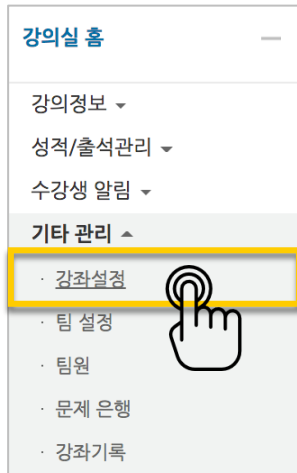 강의실 홈
강의정보
성적/출석관리
수강생 알림
기타 관리
· 강좌설정
· 팀 설정
· 팀원
· 문제 은행
· 강좌기록